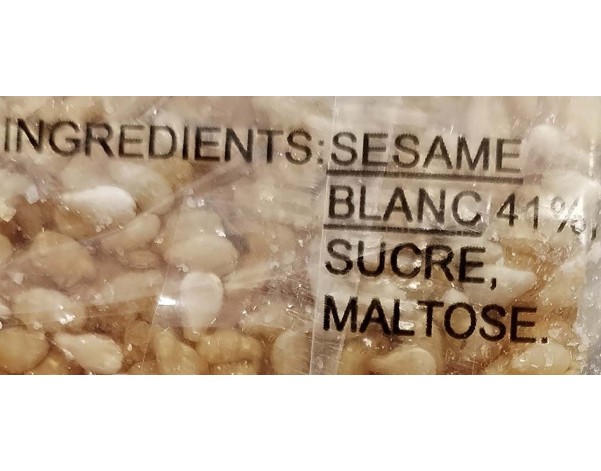 INGREDIENTS: SESAME
BLANC 41%,
SUCRE,
MALTOSE.